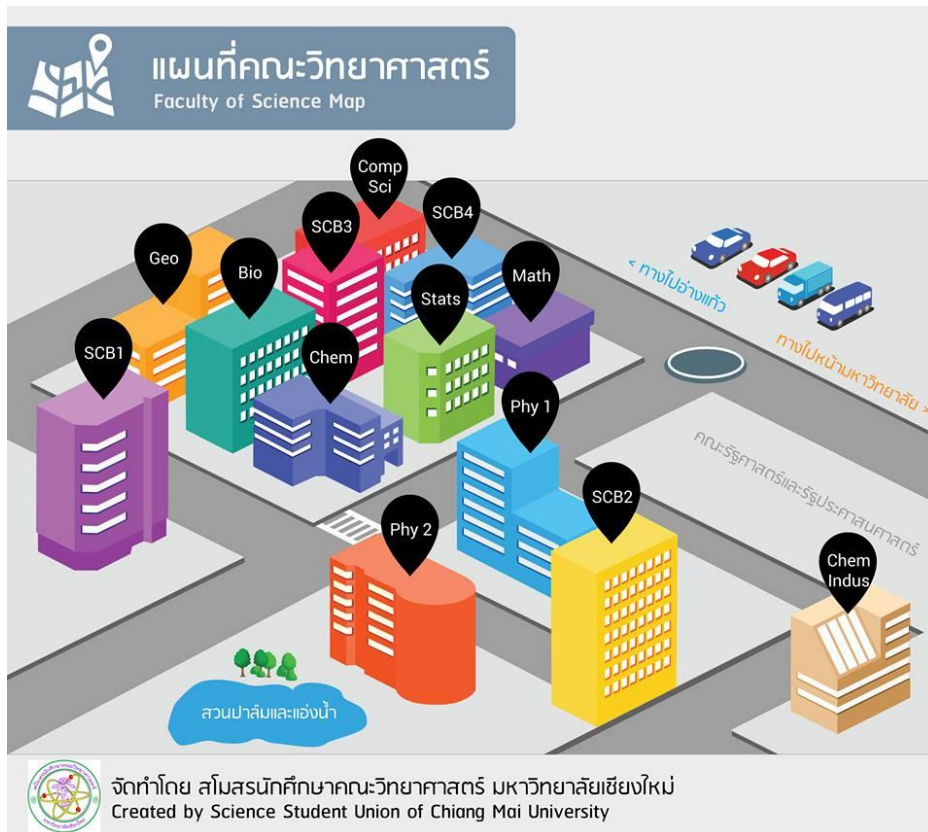 แผนที่คณะวิทยาศาสตร์
Faculty of Science Map
Comp
Sci
SCB3
SCB4
Geo
Bio
Stats
Math
SCB1
Chem
< ทางไปอ่างแก้ว
ทางไปหน้ามหาวิทยาลัย >
Phy 1
คณะรัฐศาสตร์และรัฐประศาสนศาสตร์
SCB2
Phy 2
Chem
Indus
สวนปาล์มและแอ่งน้ำ
จัดทำโดย สโมสรนักศึกษาคณะวิทยาศาสตร์ มหาวิทยาลัยเชียงใหม่
Created by Science Student Union of Chiang Mai University